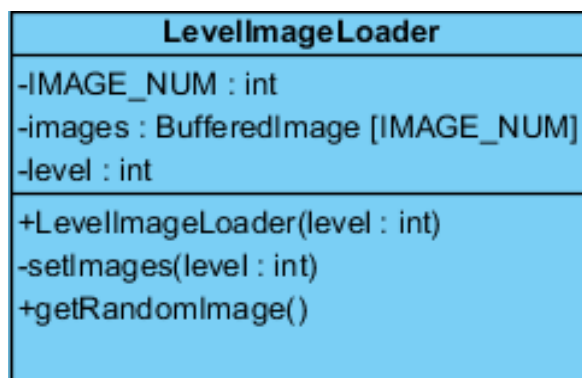 LevelImageLoader
-IMAGE_NUM : int
-images : BufferedImage [IMAGE_NUM]
-level : int
+LevelImageLoader(level : int)
-setImages(level : int)
+getRandomImage()